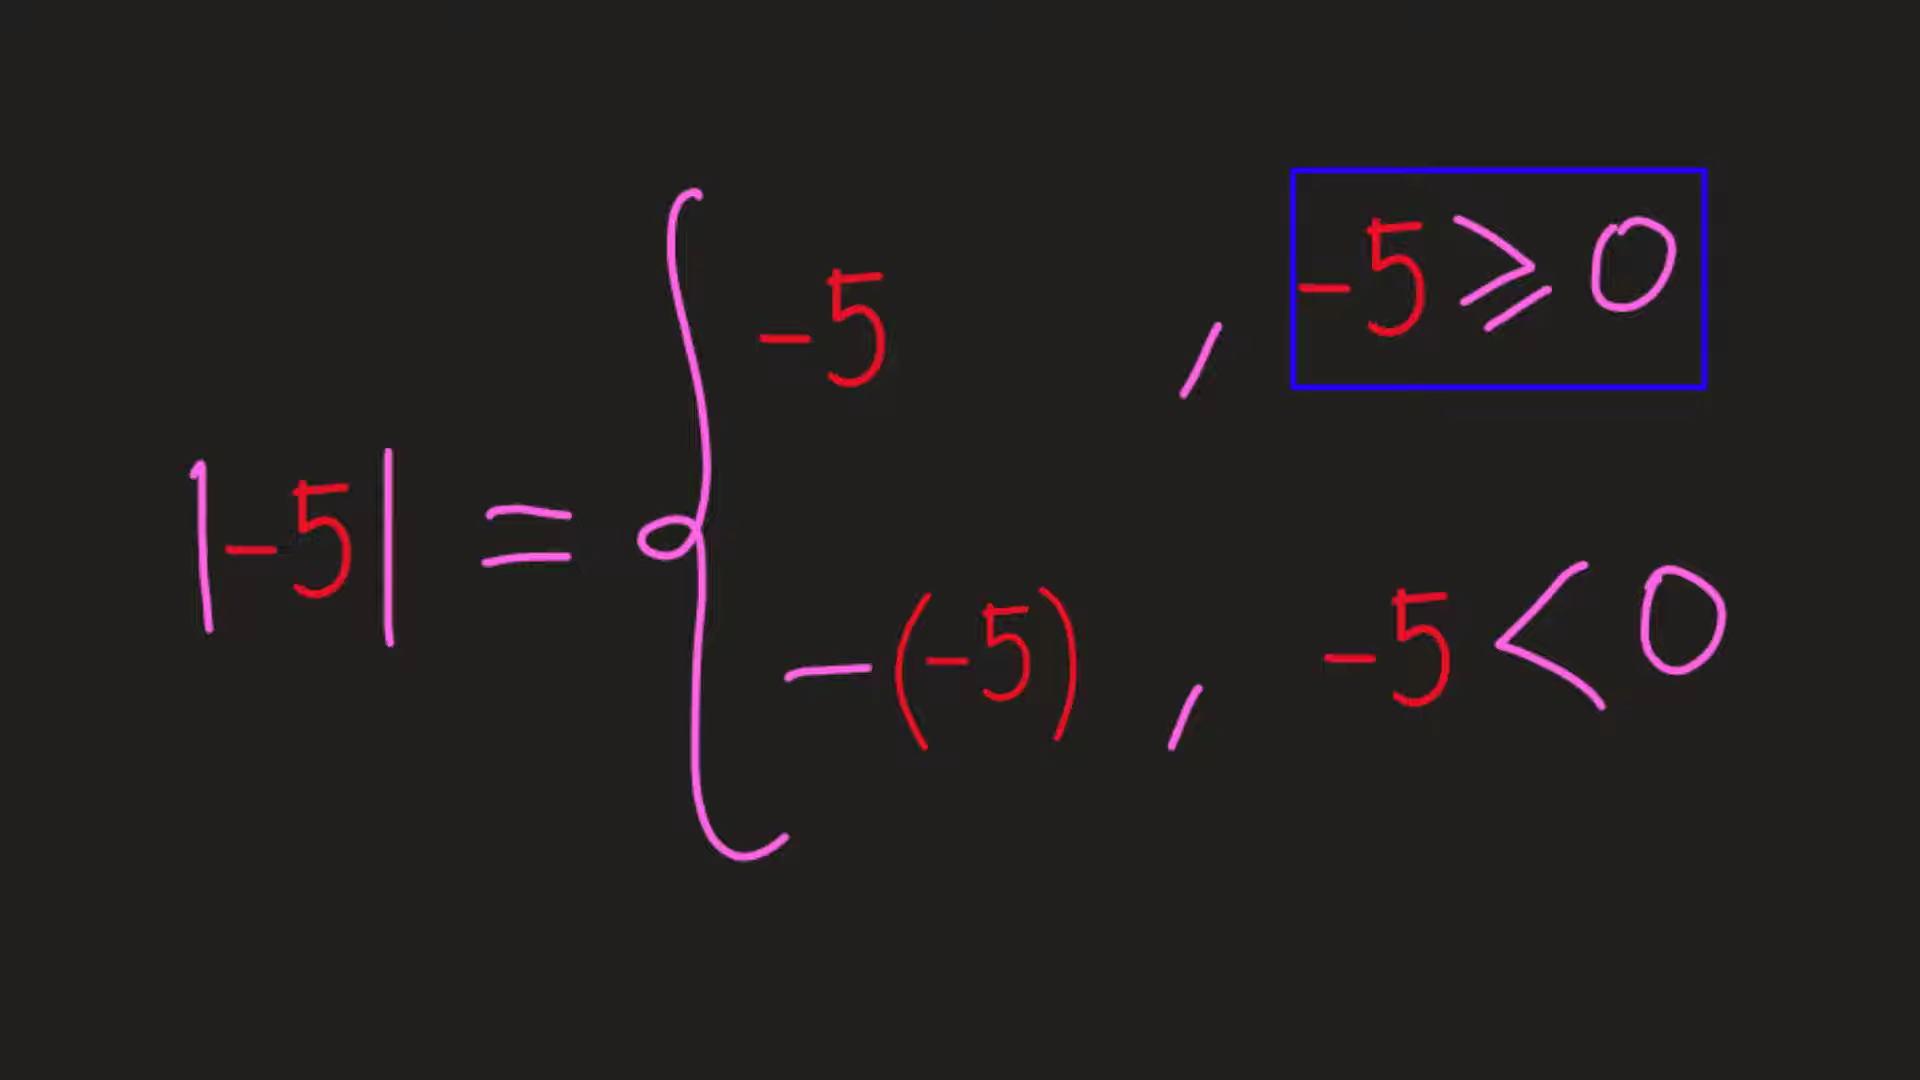 -5 , -5 ⩾ 0
|-5| = {
-(-5) , -5 < 0